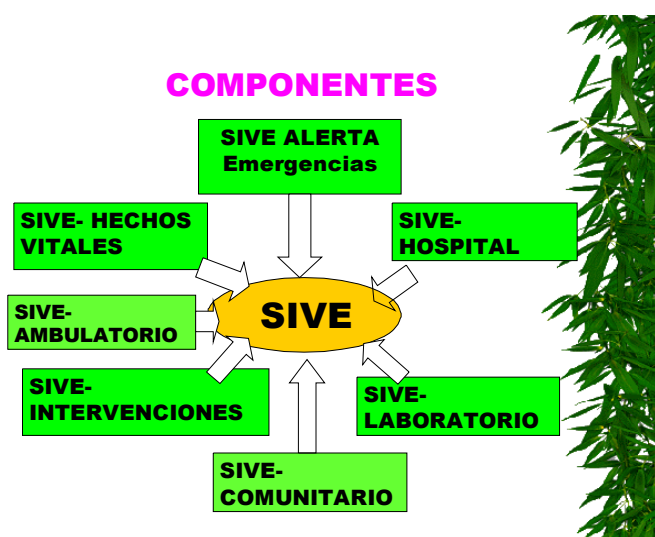 COMPONENTES
SIVE ALERTA
Emergencias
SIVE- HECHOS
VITALES
SIVE-
HOSPITAL
SIVE
SIVE-
AMBULATORIO
SIVE-
INTERVENCIONES
SIVE-
LABORATORIO
SIVE-
COMUNITARIO